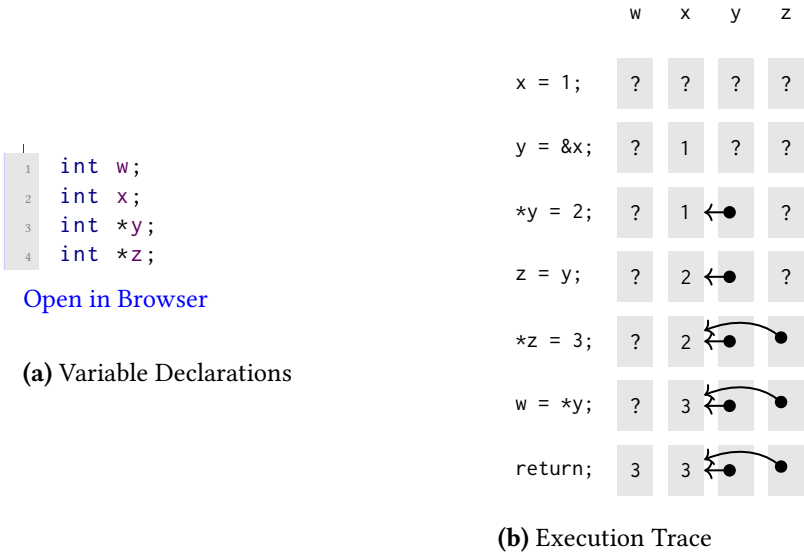 1 int w;
2 int x;
3 int *y;
4 int *z;
Open in Browser
(a) Variable Declarations
w x y z
x = 1; ? ? ? ?
y = &x; ? 1 ? ?
*y = 2; ? 1 ?
z = y; ? 2 ?
*z = 3; ? 2
w = *y; ? 3
return; 3 3
(b) Execution Trace